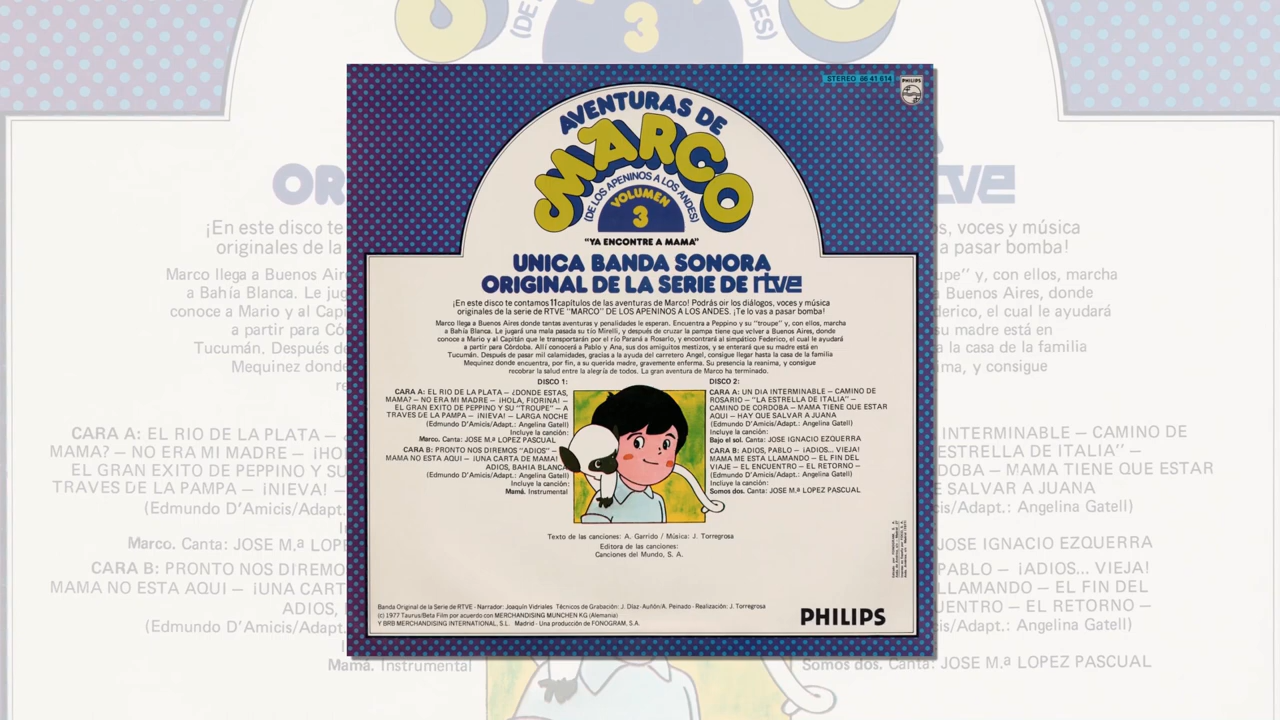 STEREO 66 41 614
PHILIPS
AVENTURAS DE
MARCO
(DE LOS APENINOS A LOS ANDES)
VOLUMEN
3
"YA ENCONTRE A MAMA"
UNICA BANDA SONORA
ORIGINAL DE LA SERIE DE rtve
¡En este disco te contamos 11 capítulos de las aventuras de Marco! Podrás oir los diálogos, voces y música
originales de la serie de RTVE "MARCO" DE LOS APENINOS A LOS ANDES. ¡Te lo vas a pasar bomba!
Marco llega a Buenos Aires donde tantas aventuras y penalidades le esperan. Encuentra a Peppino y su "troupe" y, con ellos, marcha
a Bahía Blanca. Le jugará una mala pasada su tío Mirelli, y después de cruzar la pampa tiene que volver a Buenos Aires, donde
conoce a Mario y al Capitán que le transportarán por el río Paraná a Rosario, y encontrará al simpático Federico, el cual le ayudará
a partir para Córdoba. Allí conocerá a Pablo y Ana, sus dos amiguitos mestizos, y se enterará que su madre está en
Tucumán. Después de pasar mil calamidades, gracias a la ayuda del carretero Angel, consigue llegar hasta la casa de la familia
Mequinez donde encuentra, por fin, a su querida madre, gravemente enferma. Su presencia la reanima, y consigue
recobrar la salud entre la alegría de todos. La gran aventura de Marco ha terminado.
DISCO 1:
CARA A: EL RIO DE LA PLATA – ¿DONDE ESTAS,
MAMA? – NO ERA MI MADRE – ¡HOLA, FIORINA! –
EL GRAN EXITO DE PEPPINO Y SU "TROUPE" – A
TRAVES DE LA PAMPA – ¡NIEVA! – LARGA NOCHE
(Edmundo D'Amicis/Adapt.: Angelina Gatell)
Incluye la canción:
Marco. Canta: JOSE M.ª LOPEZ PASCUAL
CARA B: PRONTO NOS DIREMOS "ADIOS" –
MAMA NO ESTA AQUI – ¡UNA CARTA DE MAMA!
ADIOS, BAHIA BLANCA
(Edmundo D'Amicis/Adapt.: Angelina Gatell)
Incluye la canción:
Mamá. Instrumental
DISCO 2:
CARA A: UN DIA INTERMINABLE – CAMINO DE
ROSARIO – "LA ESTRELLA DE ITALIA" –
CAMINO DE CORDOBA – MAMA TIENE QUE ESTAR
AQUI – HAY QUE SALVAR A JUANA
(Edmundo D'Amicis/Adapt.: Angelina Gatell)
Incluye la canción:
Bajo el sol. Canta: JOSE IGNACIO EZQUERRA
CARA B: ADIOS, PABLO – ¡ADIOS... VIEJA!
MAMA ME ESTA LLAMANDO – EL FIN DEL
VIAJE – EL ENCUENTRO – EL RETORNO –
(Edmundo D'Amicis/Adapt.: Angelina Gatell)
Incluye la canción:
Somos dos. Canta: JOSE M.ª LOPEZ PASCUAL
Texto de las canciones: A. Garrido / Música: J. Torregrosa
Editora de las canciones:
Canciones del Mundo, S. A.
Banda Original de la Serie de RTVE - Narrador: Joaquín Vidriales Técnicos de Grabación: J. Díaz-Auñón/A. Peinado - Realización: J. Torregrosa
(c) 1977 Taurus/Beta Film por acuerdo con MERCHANDISING MUNCHEN KG (Alemania)
Y BRB MERCHANDISING INTERNATIONAL, S.L. Madrid - Una producción de FONOGRAM, S.A.
PHILIPS